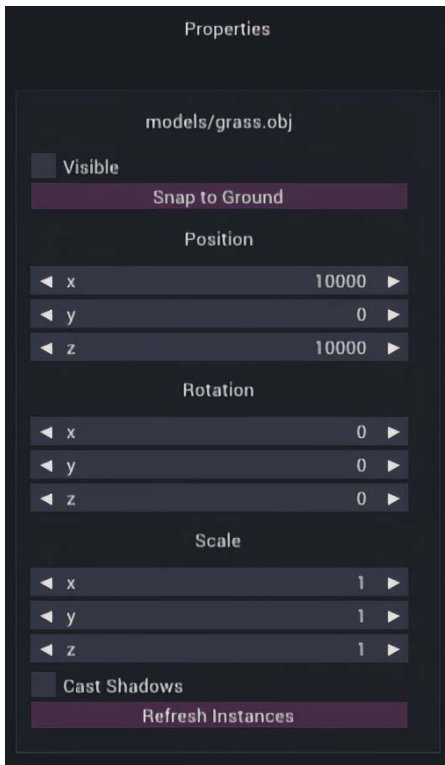 Properties
models/grass.obj
Visible
Snap to Ground
Position
x 10000
y 0
z 10000
Rotation
x 0
y 0
z 0
Scale
x 1
y 1
z 1
Cast Shadows
Refresh Instances